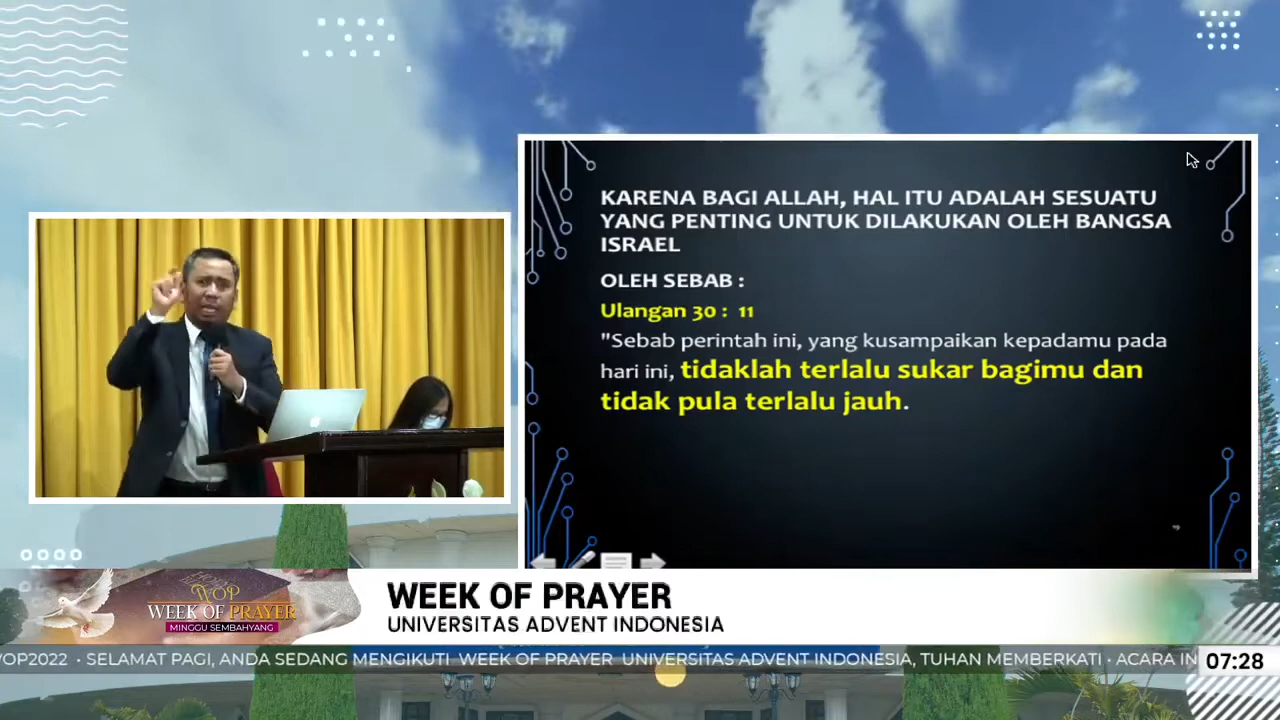 KARENA BAGI ALLAH, HAL ITU ADALAH SESUATU
YANG PENTING UNTUK DILAKUKAN OLEH BANGSA
ISRAEL
OLEH SEBAB :
Ulangan 30 : 11
"Sebab perintah ini, yang kusampaikan kepadamu pada
hari ini, tidaklah terlalu sukar bagimu dan
tidak pula terlalu jauh.
WOP
WEEK OF PRAYER
MINGGU SEMBAHYANG
WEEK OF PRAYER
UNIVERSITAS ADVENT INDONESIA
WOP2022 • SELAMAT PAGI, ANDA SEDANG MENGIKUTI WEEK OF PRAYER UNIVERSITAS ADVENT INDONESIA, TUHAN MEMBERKATI • ACARA IN
07:28